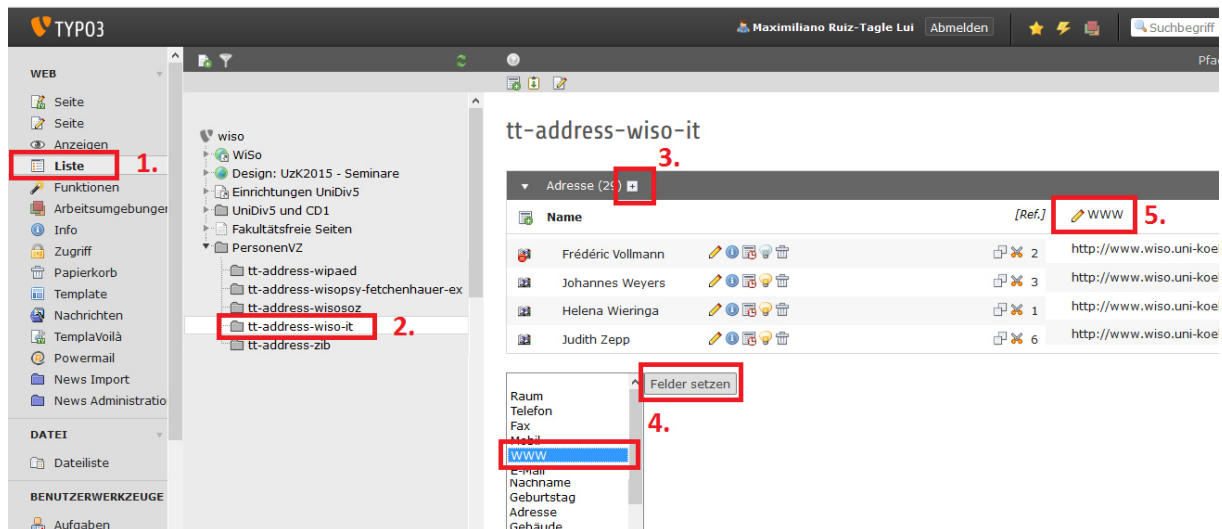 TYPO3
Maximiliano Ruiz-Tagle Lui Abmelden Suchbegriff
WEB
Seite
Seite
Anzeigen
Liste
1.
Funktionen
Arbeitsumgebungen
Info
Zugriff
Papierkorb
Template
Nachrichten
TemplaVoilà
Powermail
News Import
News Administratio
DATEI
Dateiliste
BENUTZERWERKZEUGE
Aufgaben
wiso
WiSo
Design: UzK2015 - Seminare
Einrichtungen UniDiv5
UniDiv5 und CD1
Fakultätsfreie Seiten
PersonenVZ
tt-address-wipaed
tt-address-wisopsy-fetchenhauer-ex
tt-address-wisosoz
tt-address-wiso-it
2.
tt-address-zib
Pfa
tt-address-wiso-it
3.
Adresse (29)
Name [Ref.] WWW
5.
Frédéric Vollmann 2 http://www.wiso.uni-koe
Johannes Weyers 3 http://www.wiso.uni-koe
Helena Wieringa 1 http://www.wiso.uni-koe
Judith Zepp 6 http://www.wiso.uni-koe
Felder setzen
4.
Raum
Telefon
Fax
Mobil
WWW
E-Mail
Nachname
Geburtstag
Adresse
Gebäude